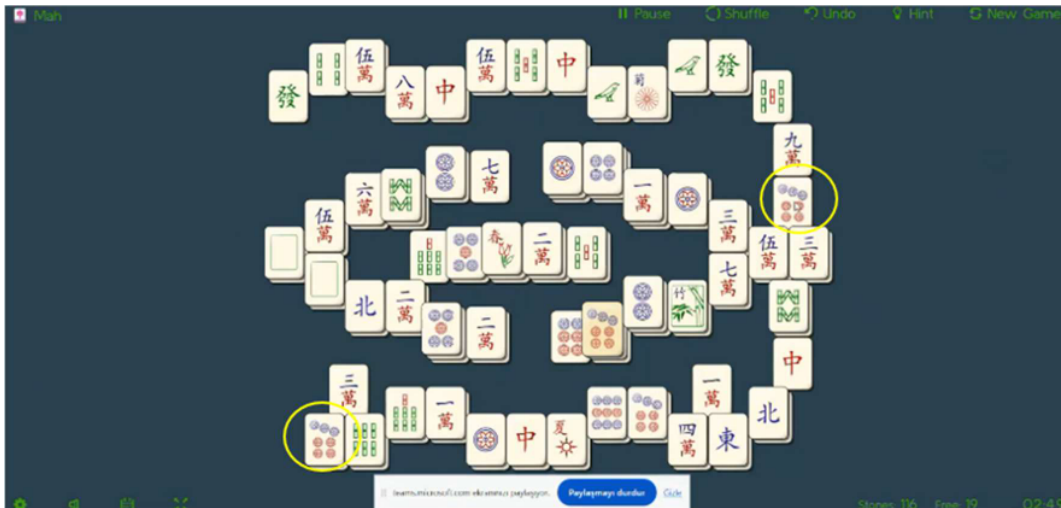 Mah Pause Shuffle Undo Hint New Game
發 伍萬 八萬 中 伍萬 中 菊 發
九萬
七萬
六萬 一萬
伍萬 三萬
春 二萬 伍萬 三萬
七萬
北 二萬 竹
二萬
中
三萬 一萬
一萬 北
中 夏 四萬 東
Paylaşmayı durdur Gizle
Stones: 116 Free: 19